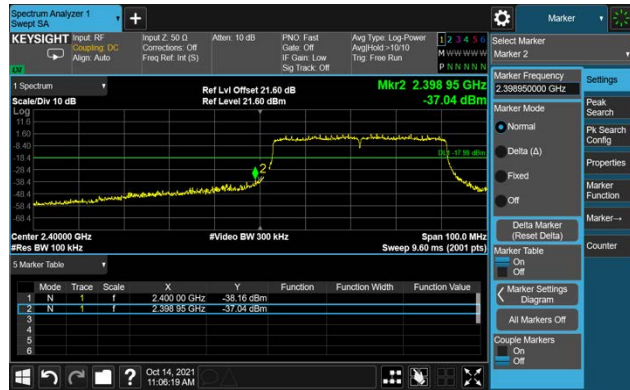 Spectrum Analyzer 1
Swept SA
+
Marker
KEYSIGHT
Input: RF
Coupling: DC
Align: Auto
Input Z: 50 Ω
Corrections: Off
Freq Ref: Int (S)
Atten: 10 dB
PNO: Fast
Gate: Off
IF Gain: Low
Sig Track: Off
Avg Type: Log-Power
Avg|Hold:>10/10
Trig: Free Run
1 2 3 4 5 6
M W W W W W
P N N N N N
LXI
Select Marker
Marker 2
1 Spectrum
Scale/Div 10 dB
Log
Ref Lvl Offset 21.60 dB
Ref Level 21.60 dBm
Mkr2 2.398 95 GHz
-37.04 dBm
11.6
1.60
-8.40
-18.4
-28.4
-38.4
-48.4
-58.4
-68.4
DL1 -17.99 dBm
2
Center 2.40000 GHz
#Res BW 100 kHz
#Video BW 300 kHz
Span 100.0 MHz
Sweep 9.60 ms (2001 pts)
5 Marker Table
Mode Trace Scale X Y Function Function Width Function Value
1 N 1 f 2.400 00 GHz -38.16 dBm
2 N 1 f 2.398 95 GHz -37.04 dBm
3
4
5
6
Marker Frequency
2.398950000 GHz
Marker Mode
Normal
Delta (Δ)
Fixed
Off
Delta Marker
(Reset Delta)
Marker Table
On
Off
Marker Settings
Diagram
All Markers Off
Couple Markers
On
Off
Settings
Peak
Search
Pk Search
Config
Properties
Marker
Function
Marker→
Counter
?
Oct 14, 2021
11:06:19 AM